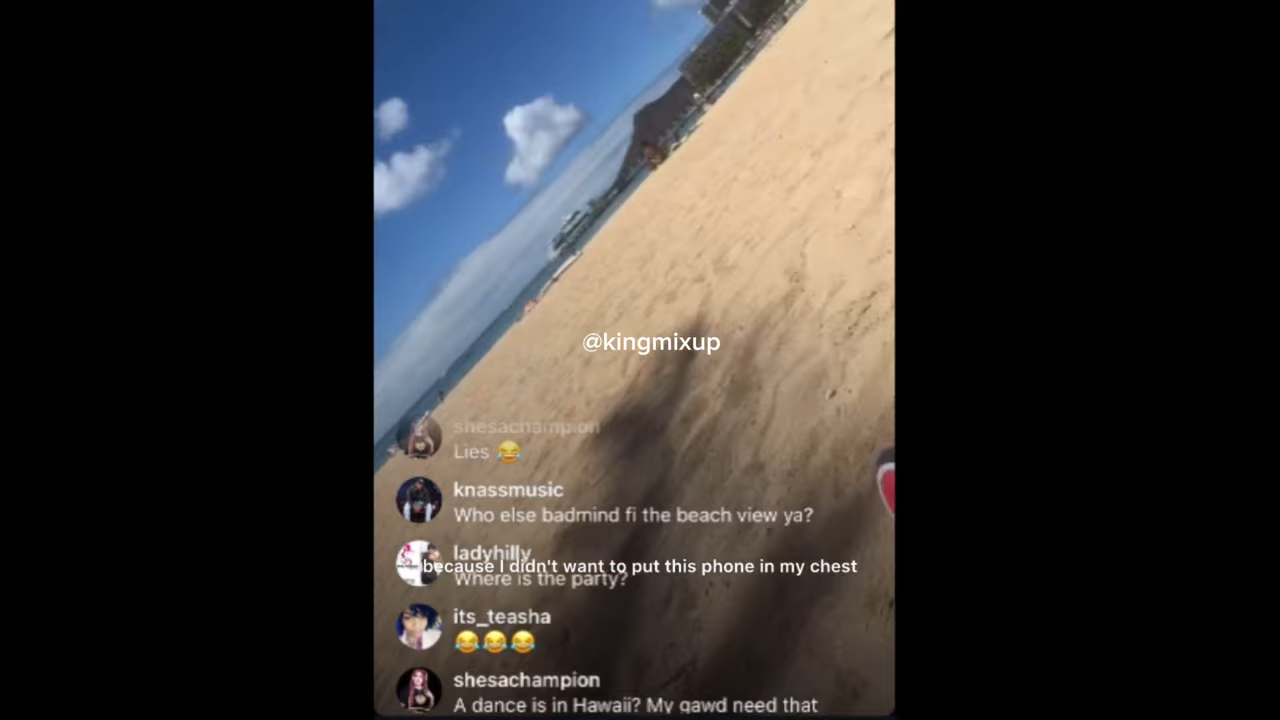 @kingmixup
shesachampion
Lies 😂
knassmusic
Who else badmind fi the beach view ya?
ladyhilly
because I didn't want to put this phone in my chest
Where is the party?
its_teasha
😂😂😂
shesachampion
A dance is in Hawaii? My gawd need that